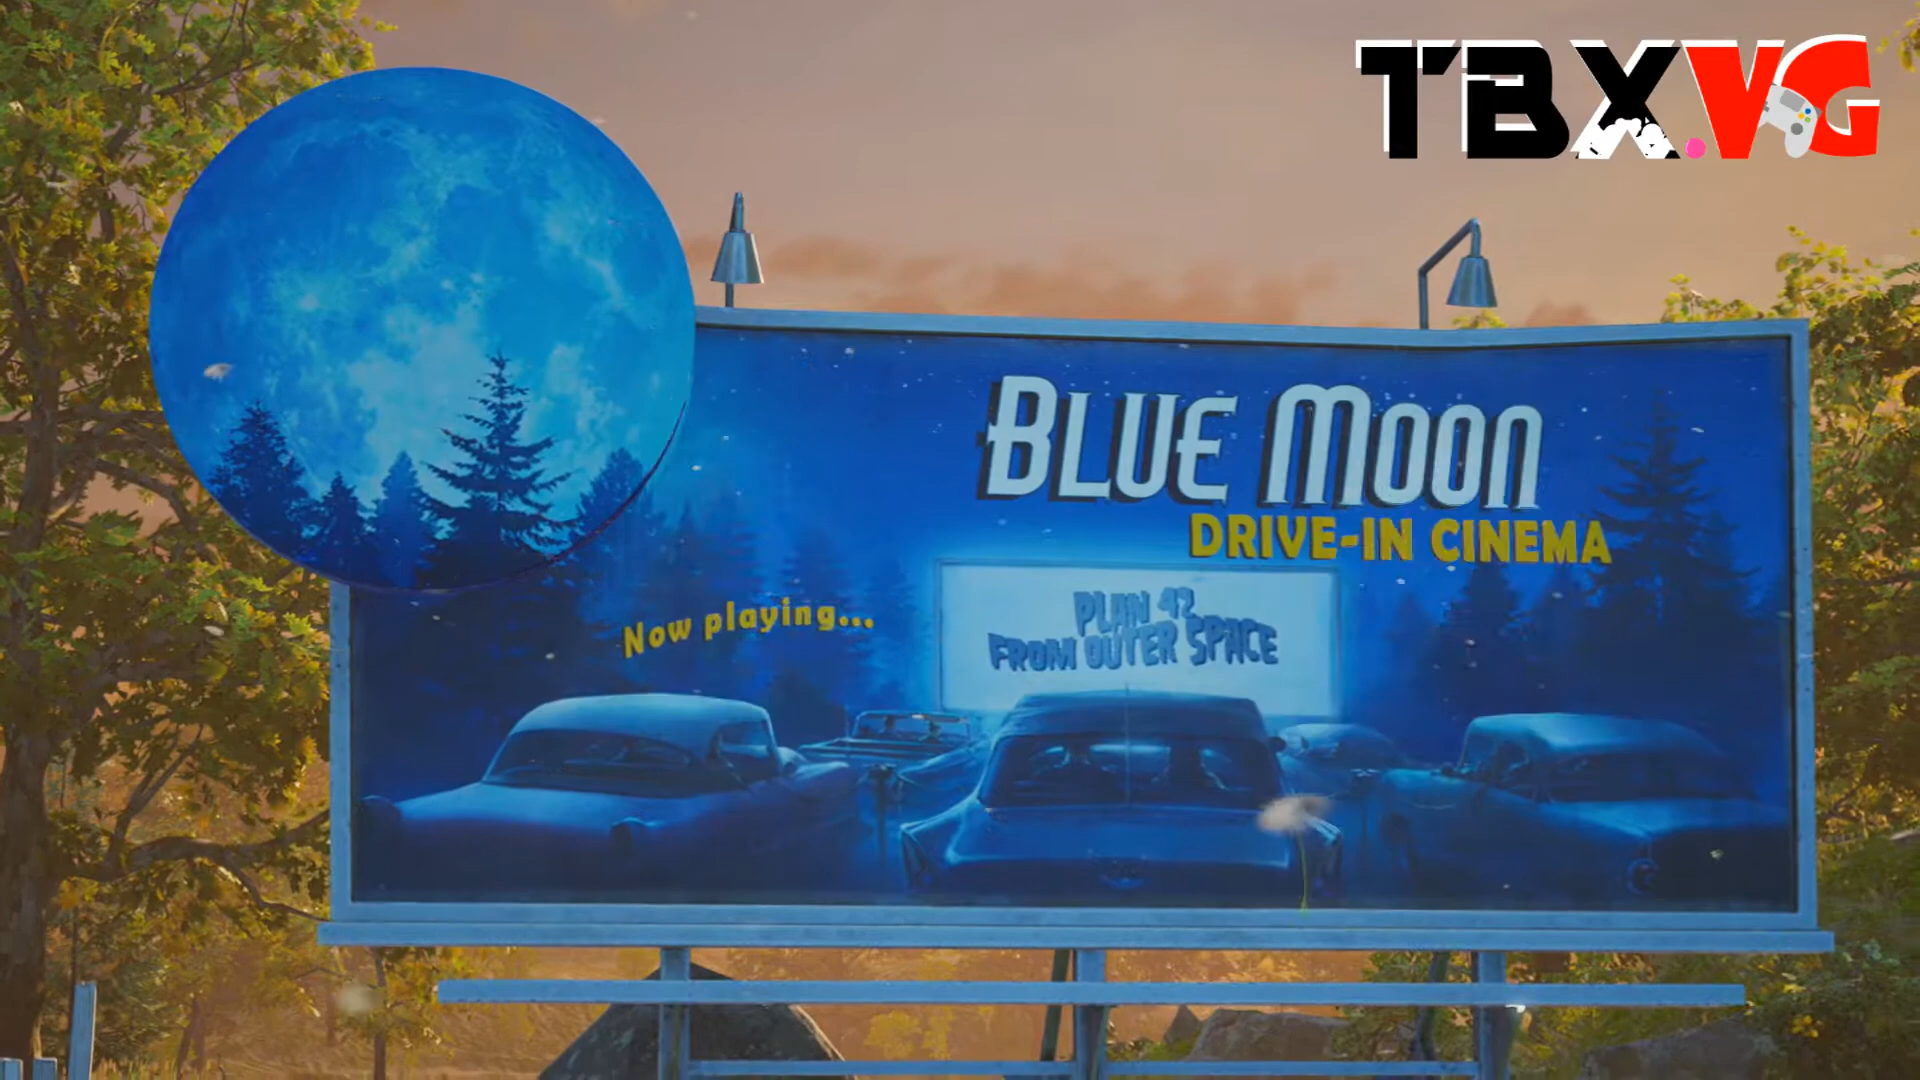 TBX.VG
BLUE MOON
DRIVE-IN CINEMA
Now playing...
PLAN 42
FROM OUTER SPACE